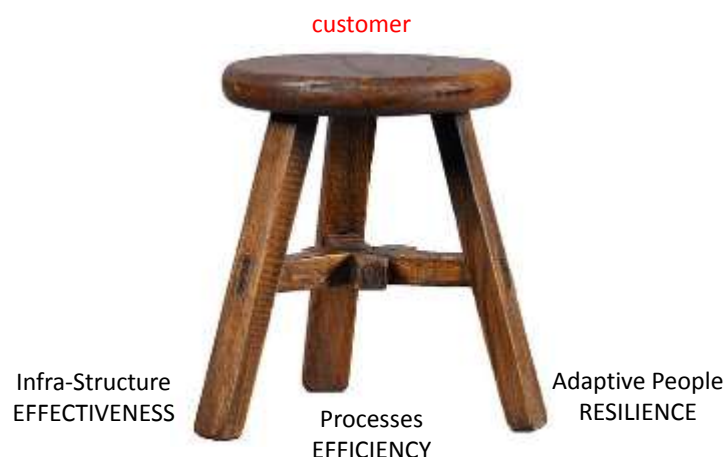 customer
Infra-Structure
EFFECTIVENESS
Processes
EFFICIENCY
Adaptive People
RESILIENCE